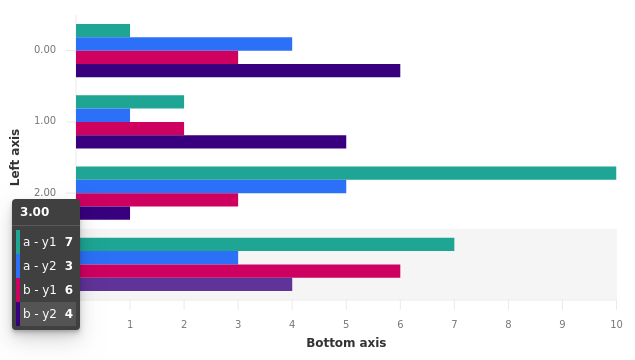 0.00
1.00
2.00
Left axis
3.00
a - y1 7
a - y2 3
b - y1 6
b - y2 4
1 2 3 4 5 6 7 8 9 10
Bottom axis